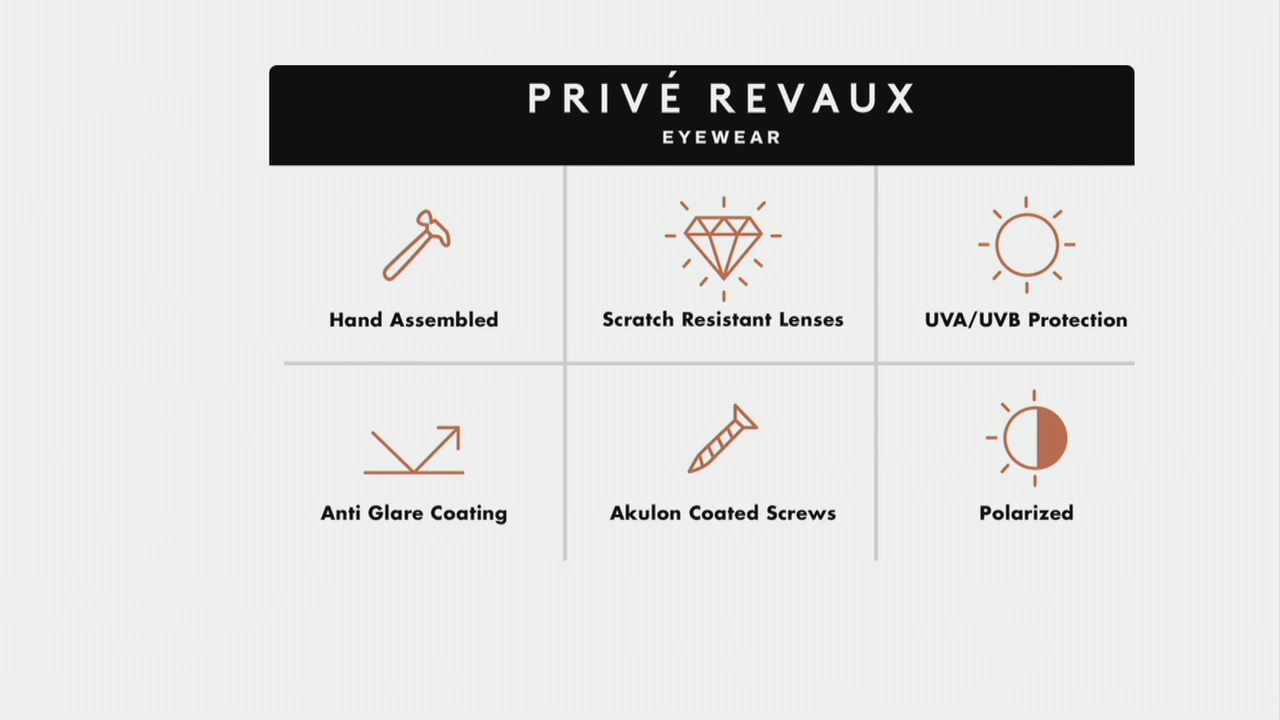 PRIVÉ REVAUX
EYEWEAR
Hand Assembled
Scratch Resistant Lenses
UVA/UVB Protection
Anti Glare Coating
Akulon Coated Screws
Polarized